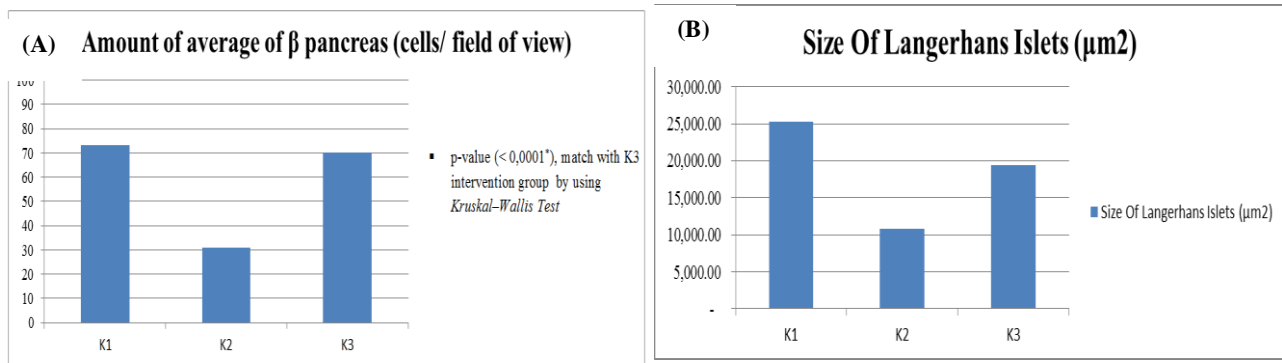 (A) Amount of average of β pancreas (cells/ field of view)
100
90
80
70
60
50
40
30
20
10
0
K1 K2 K3
▪ p-value (< 0,0001*), match with K3
intervention group by using
Kruskal–Wallis Test
(B) Size Of Langerhans Islets (μm2)
30,000.00
25,000.00
20,000.00
15,000.00
10,000.00
5,000.00
-
K1 K2 K3
Size Of Langerhans Islets (μm2)